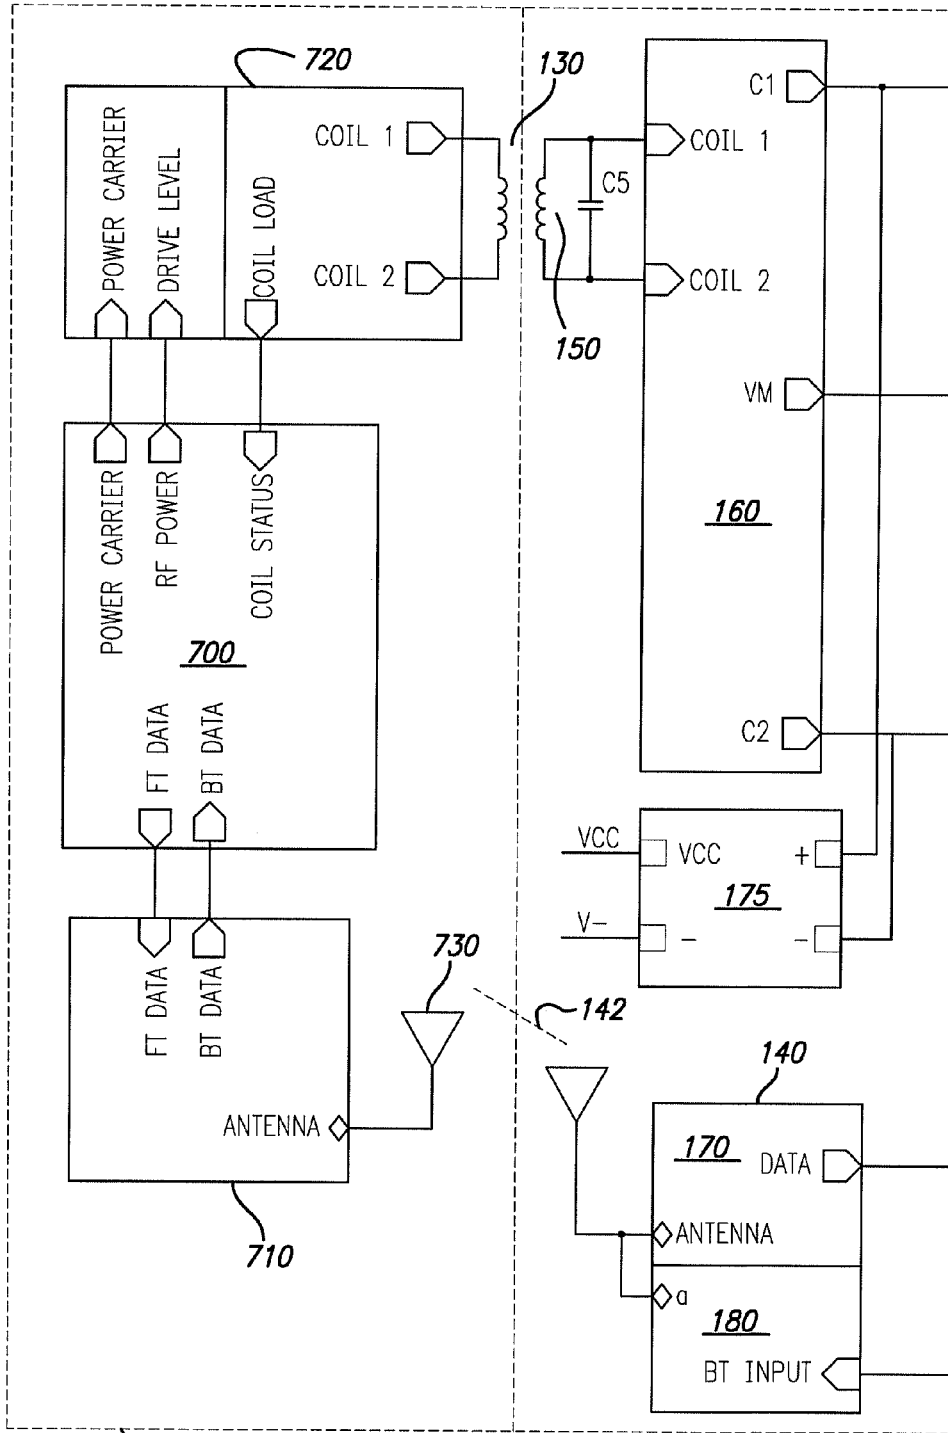 720
POWER CARRIER
DRIVE LEVEL
COIL LOAD
COIL 1
COIL 2
130
150
C5
COIL 1
COIL 2
C1
VM
160
C2
POWER CARRIER
RF POWER
COIL STATUS
700
FT DATA
BT DATA
FT DATA
BT DATA
ANTENNA
710
730
142
VCC
VCC
+
175
V-
-
-
140
170
DATA
ANTENNA
a
180
BT INPUT